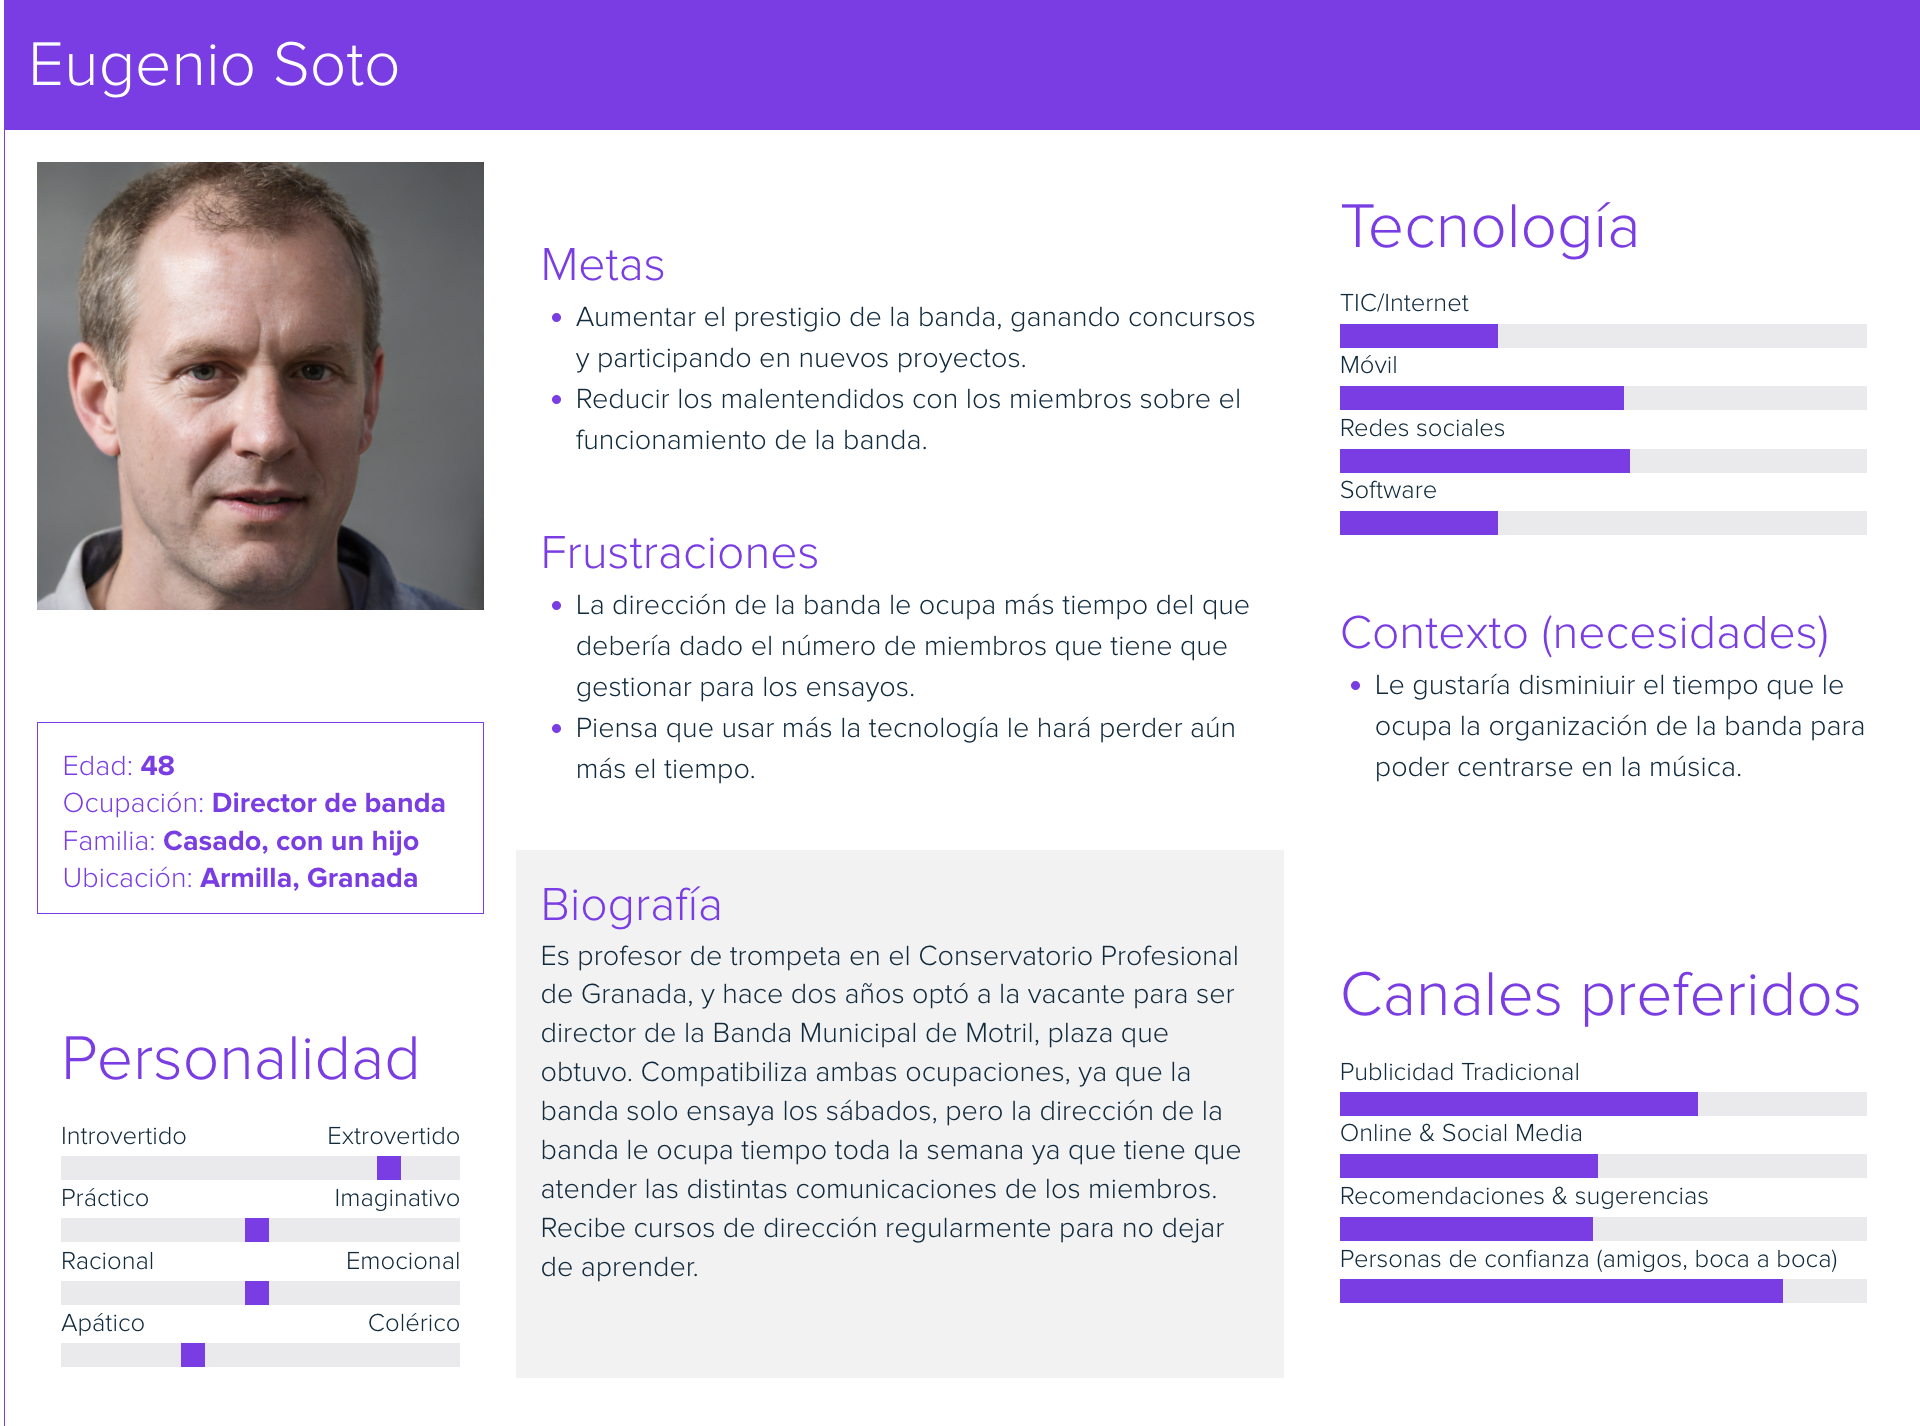 Eugenio Soto
Metas
Aumentar el prestigio de la banda, ganando concursos
y participando en nuevos proyectos.
Reducir los malentendidos con los miembros sobre el
funcionamiento de la banda.
Frustraciones
La dirección de la banda le ocupa más tiempo del que
debería dado el número de miembros que tiene que
gestionar para los ensayos.
Piensa que usar más la tecnología le hará perder aún
más el tiempo.
Edad: 48
Ocupación: Director de banda
Familia: Casado, con un hijo
Ubicación: Armilla, Granada
Personalidad
Introvertido Extrovertido
Práctico Imaginativo
Racional Emocional
Apático Colérico
Biografía
Es profesor de trompeta en el Conservatorio Profesional
de Granada, y hace dos años optó a la vacante para ser
director de la Banda Municipal de Motril, plaza que
obtuvo. Compatibiliza ambas ocupaciones, ya que la
banda solo ensaya los sábados, pero la dirección de la
banda le ocupa tiempo toda la semana ya que tiene que
atender las distintas comunicaciones de los miembros.
Recibe cursos de dirección regularmente para no dejar
de aprender.
Tecnología
TIC/Internet
Móvil
Redes sociales
Software
Contexto (necesidades)
Le gustaría disminiuir el tiempo que le
ocupa la organización de la banda para
poder centrarse en la música.
Canales preferidos
Publicidad Tradicional
Online & Social Media
Recomendaciones & sugerencias
Personas de confianza (amigos, boca a boca)